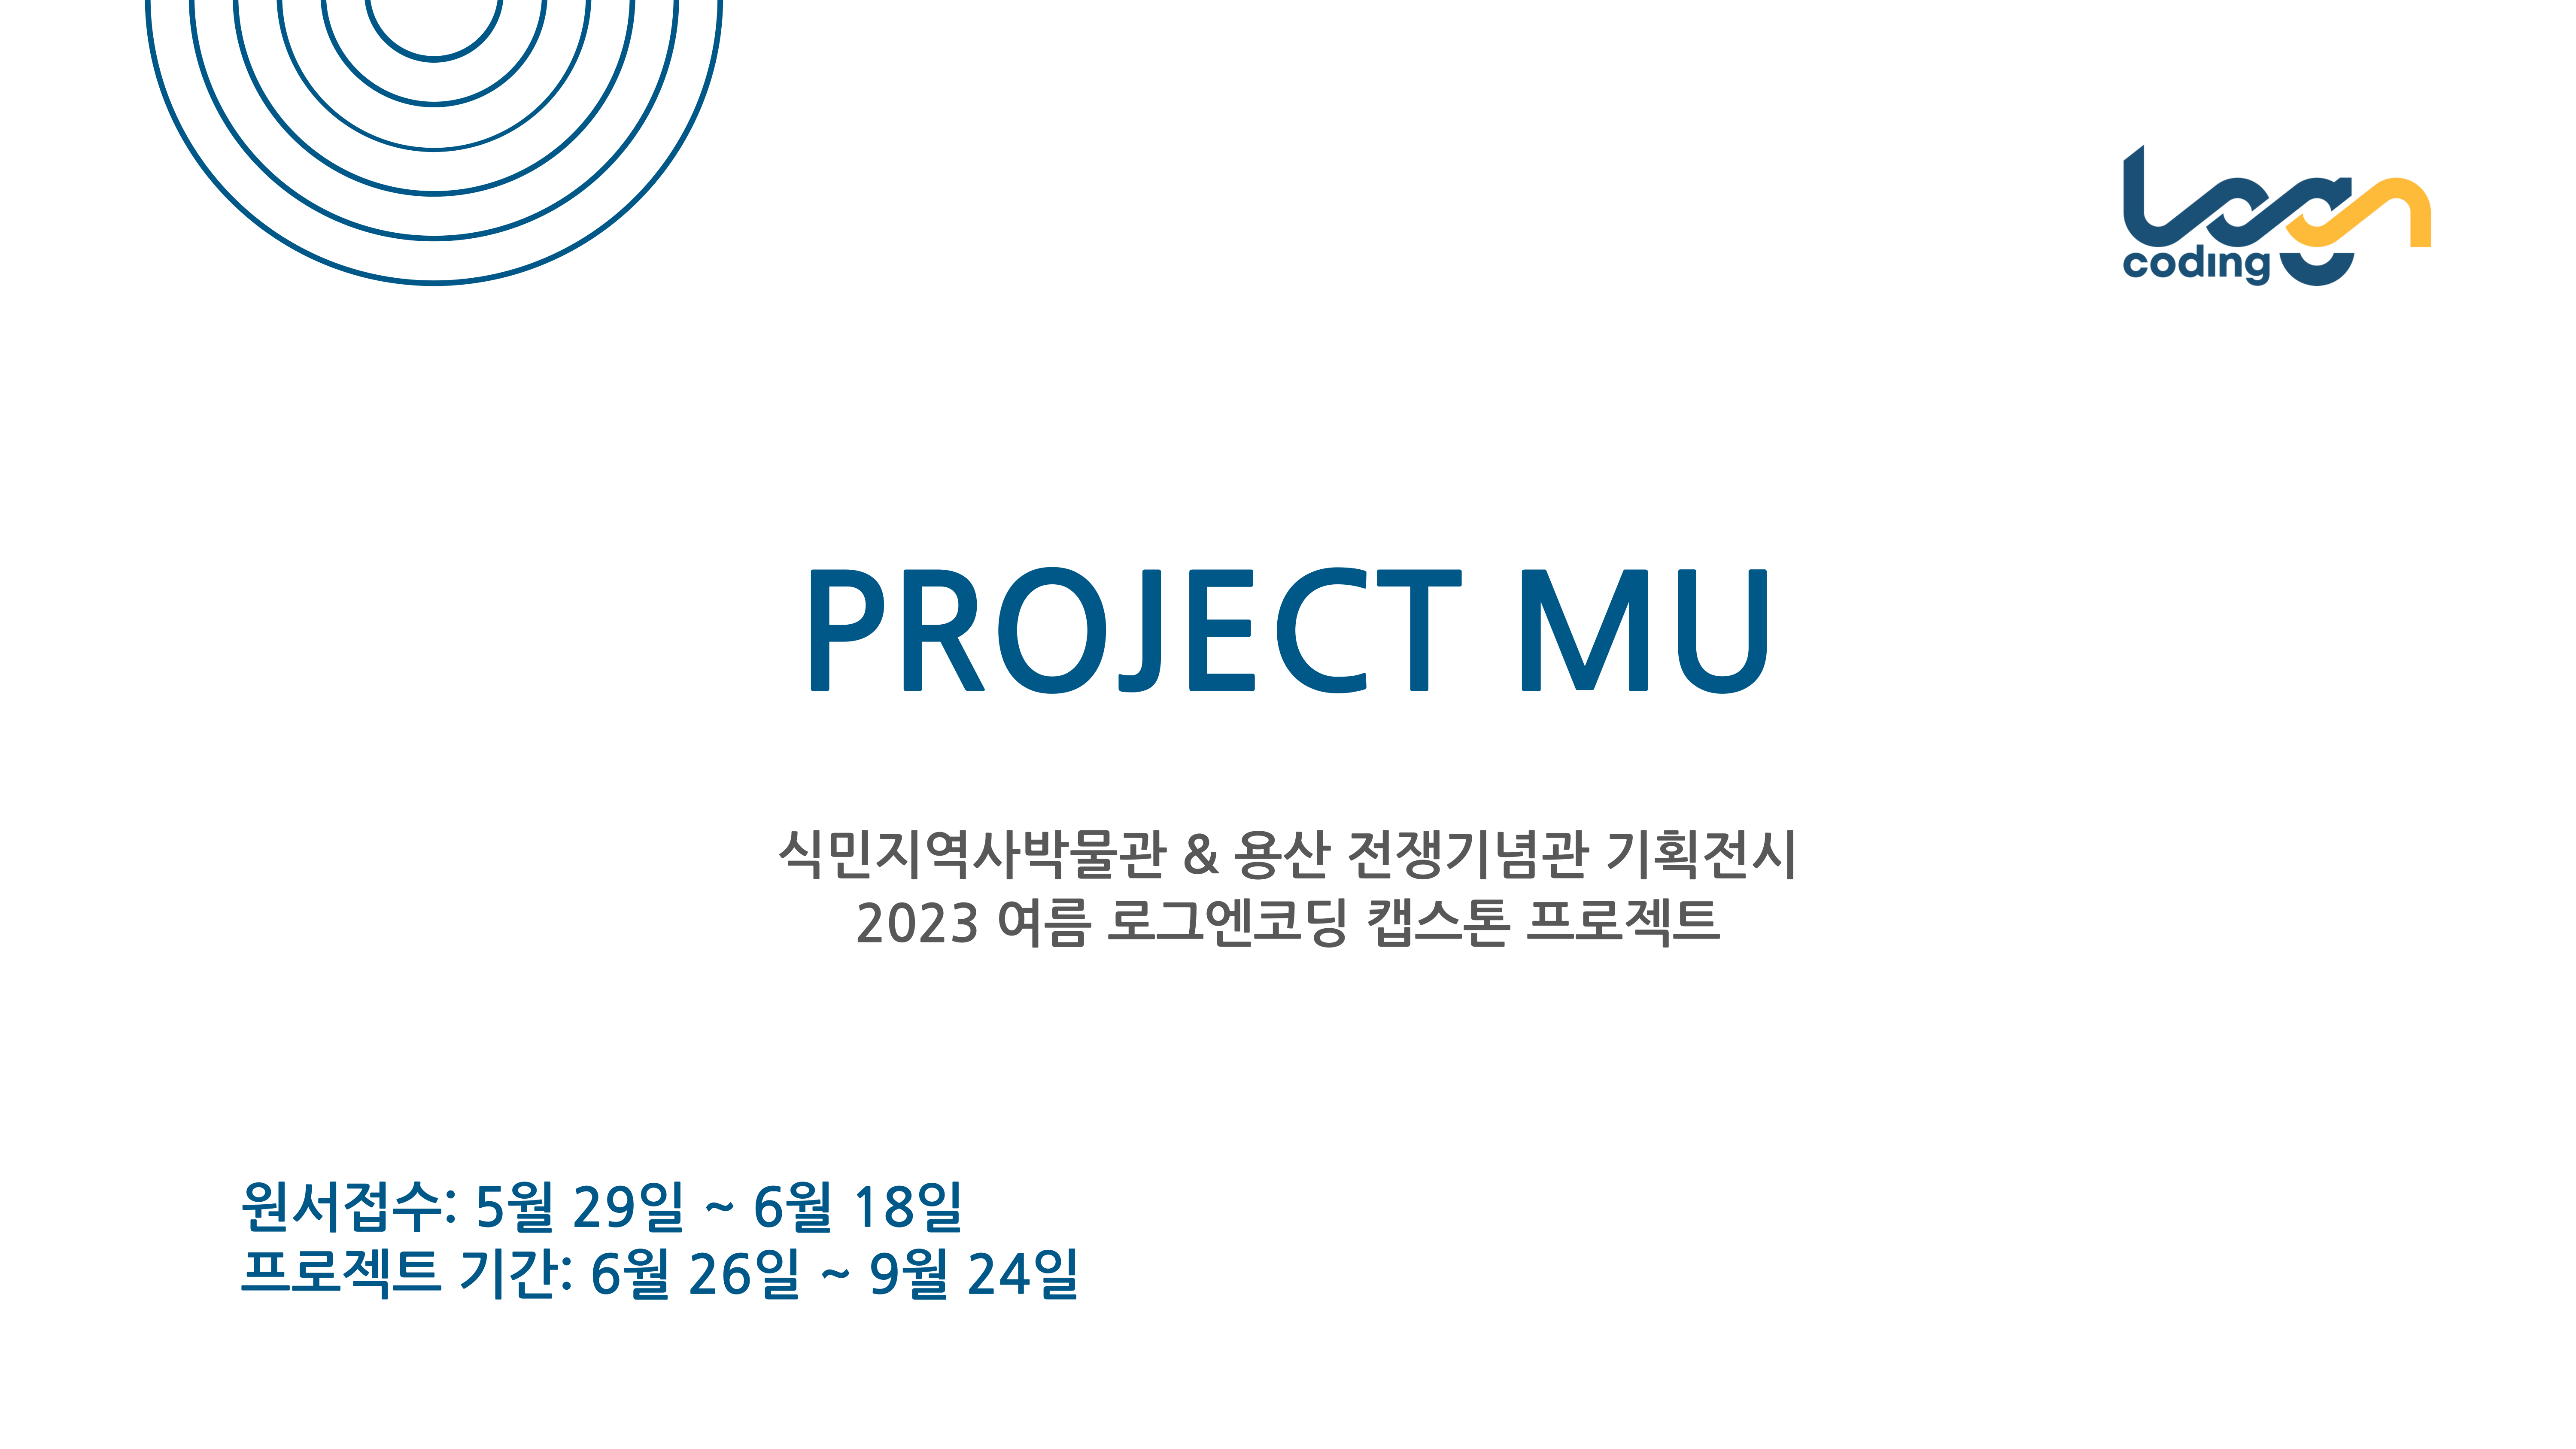 logn
coding
PROJECT MU
식민지역사박물관 & 용산 전쟁기념관 기획전시
2023 여름 로그엔코딩 캡스톤 프로젝트
원서접수: 5월 29일 ~ 6월 18일
프로젝트 기간: 6월 26일 ~ 9월 24일